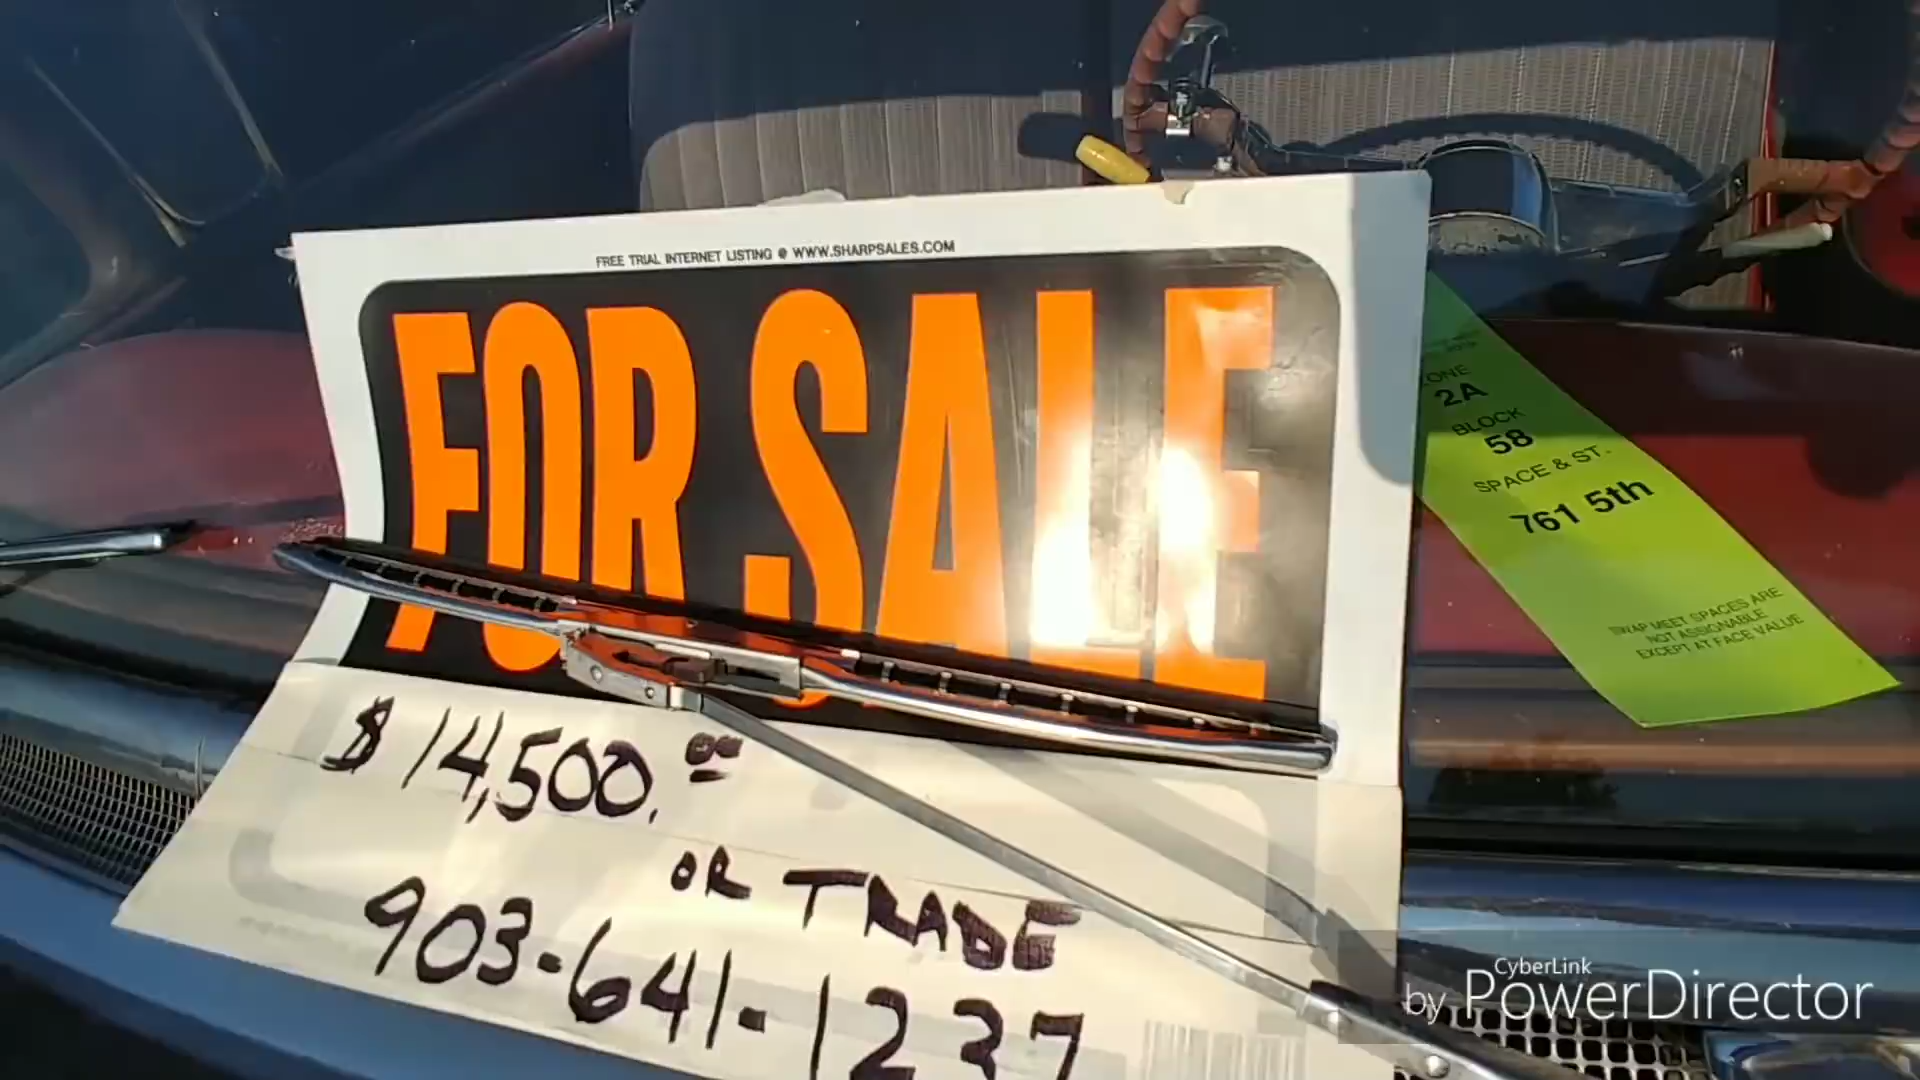 FREE TRIAL INTERNET LISTING @ WWW.SHARPSALES.COM
FOR SALE
$14,500.00
OR TRADE
903-641-1237
ZONE
2A
BLOCK
58
SPACE & ST.
761 5th
SWAP MEET SPACES ARE
NOT ASSIGNABLE
EXCEPT AT FACE VALUE
CyberLink
by PowerDirector